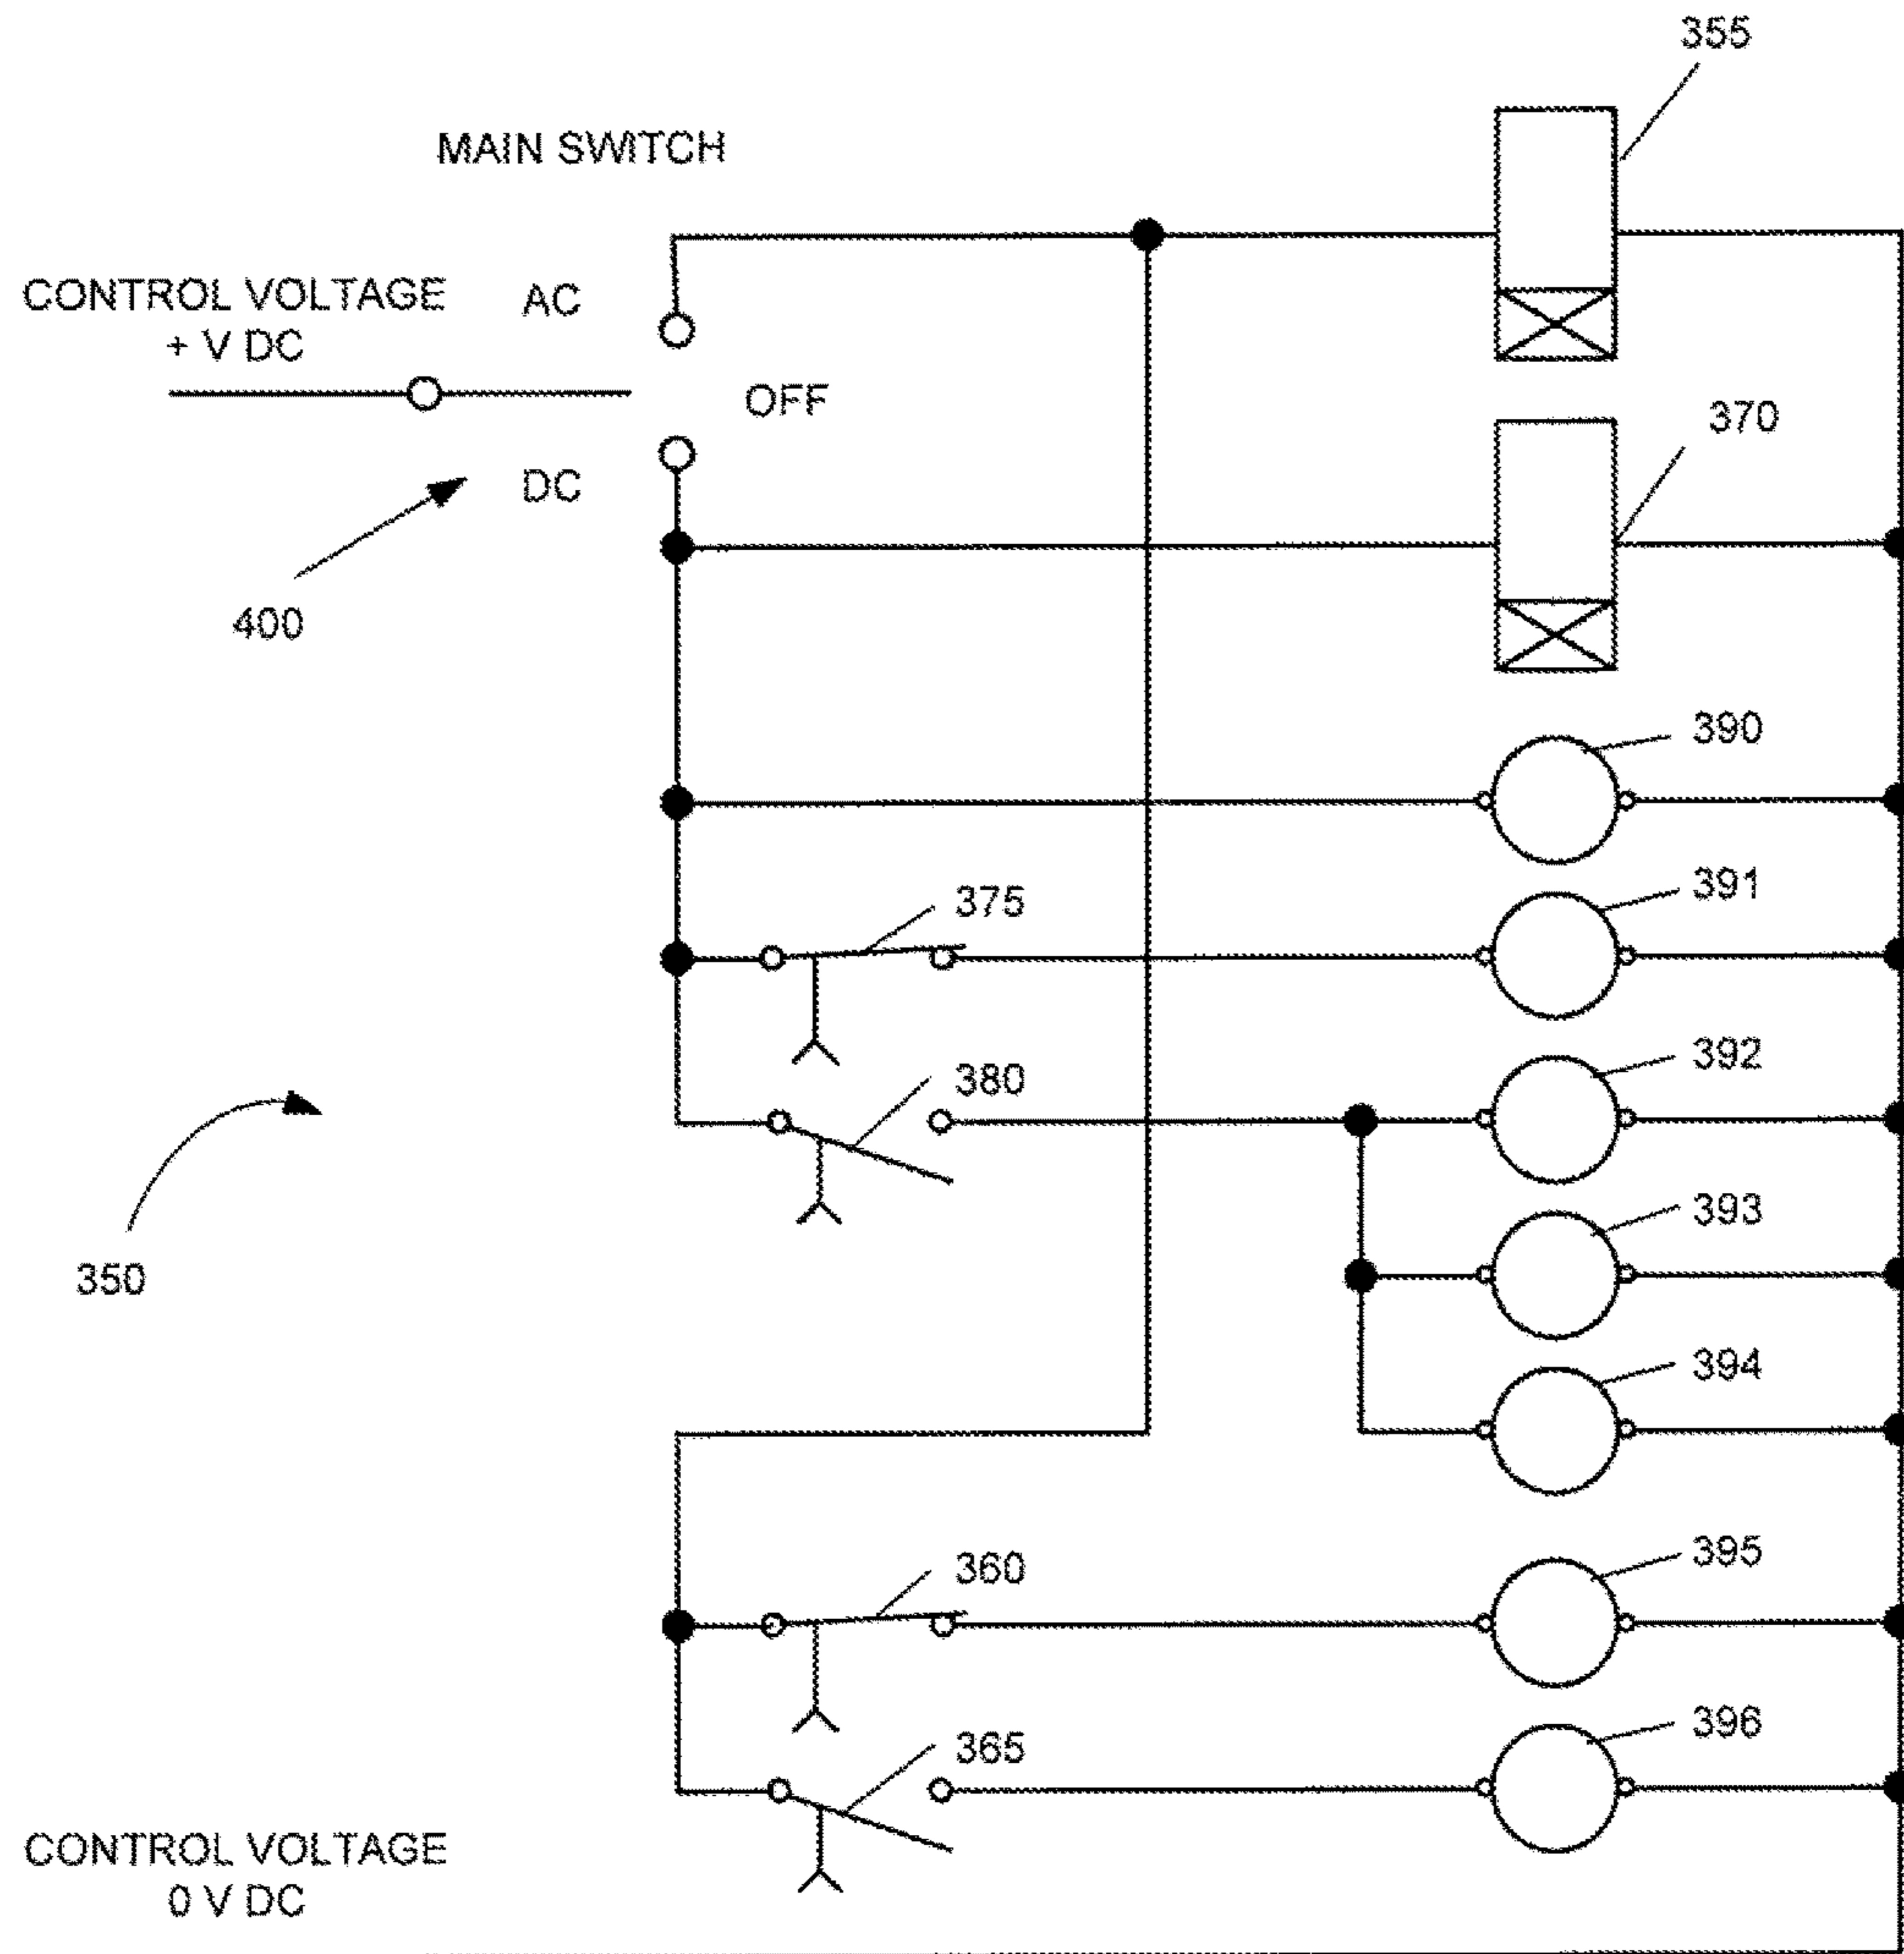 355
MAIN SWITCH
CONTROL VOLTAGE
+ V DC
AC
OFF
370
DC
400
390
391
375
392
380
393
350
394
395
360
396
365
CONTROL VOLTAGE
0 V DC